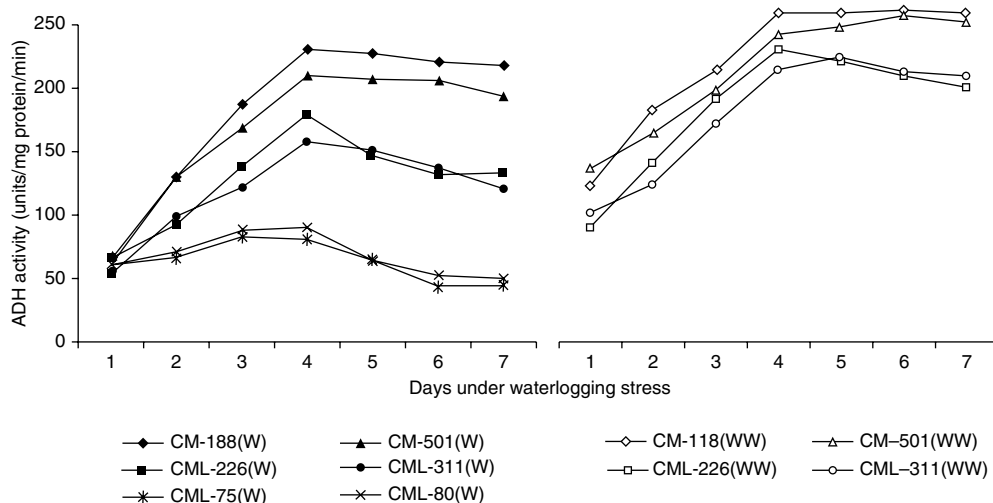 ADH activity (units/mg protein/min)
250
200
150
100
50
0
1 2 3 4 5 6 7
1 2 3 4 5 6 7
Days under waterlogging stress
CM-188(W) CM-501(W)
CML-226(W) CML-311(W)
CML-75(W) CML-80(W)
CM-118(WW) CM–501(WW)
CML-226(WW) CML–311(WW)